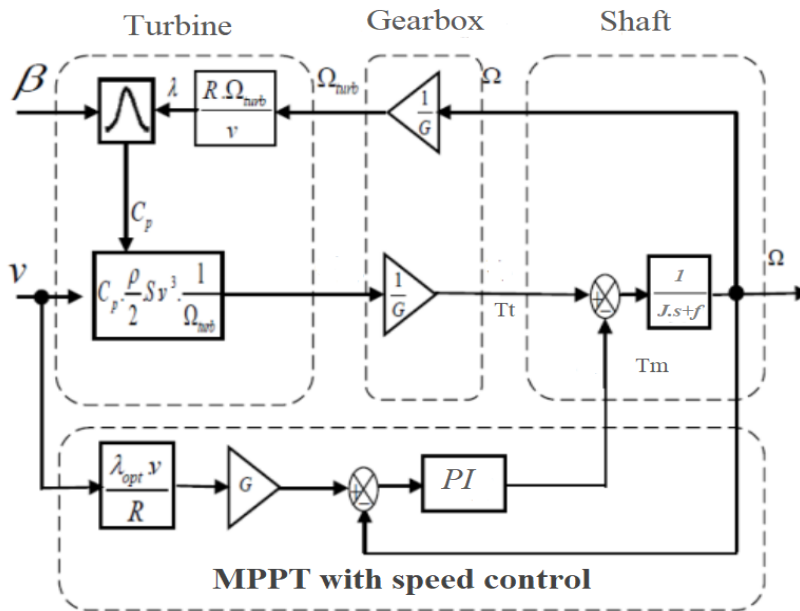 Turbine
Gearbox
Shaft
β
λ
R.Ω_turb
v
Ω_turb
1
G
Ω
C_p
v
C_p. ρ/2 Sv³. 1/Ω_turb
1
G
Tt
+
−
1
J.s+f
Ω
Tm
λ_opt v
R
G
+
−
PI
MPPT with speed control